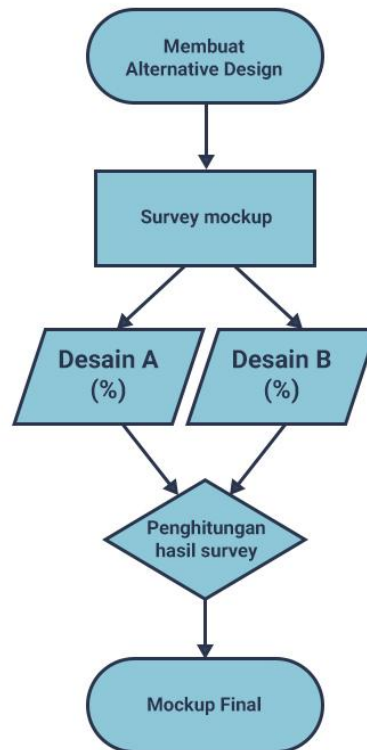 Membuat
Alternative Design
Survey mockup
Desain A
(%)
Desain B
(%)
Penghitungan
hasil survey
Mockup Final